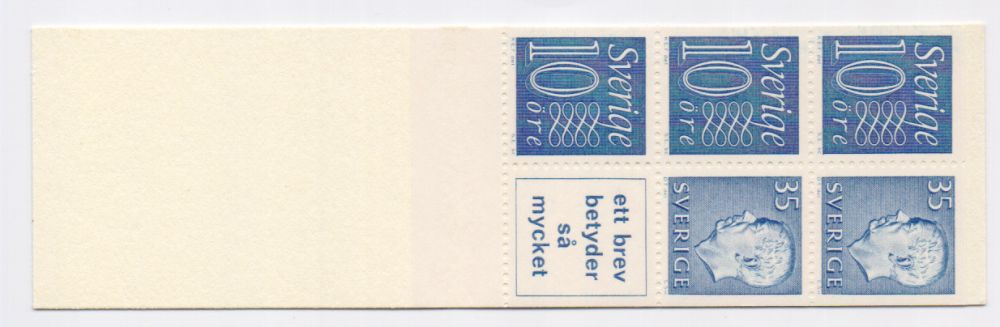 Sverige
10
öre
Sverige
10
öre
Sverige
10
öre
ett brev
betyder
så
mycket
35
SVERIGE
35
SVERIGE